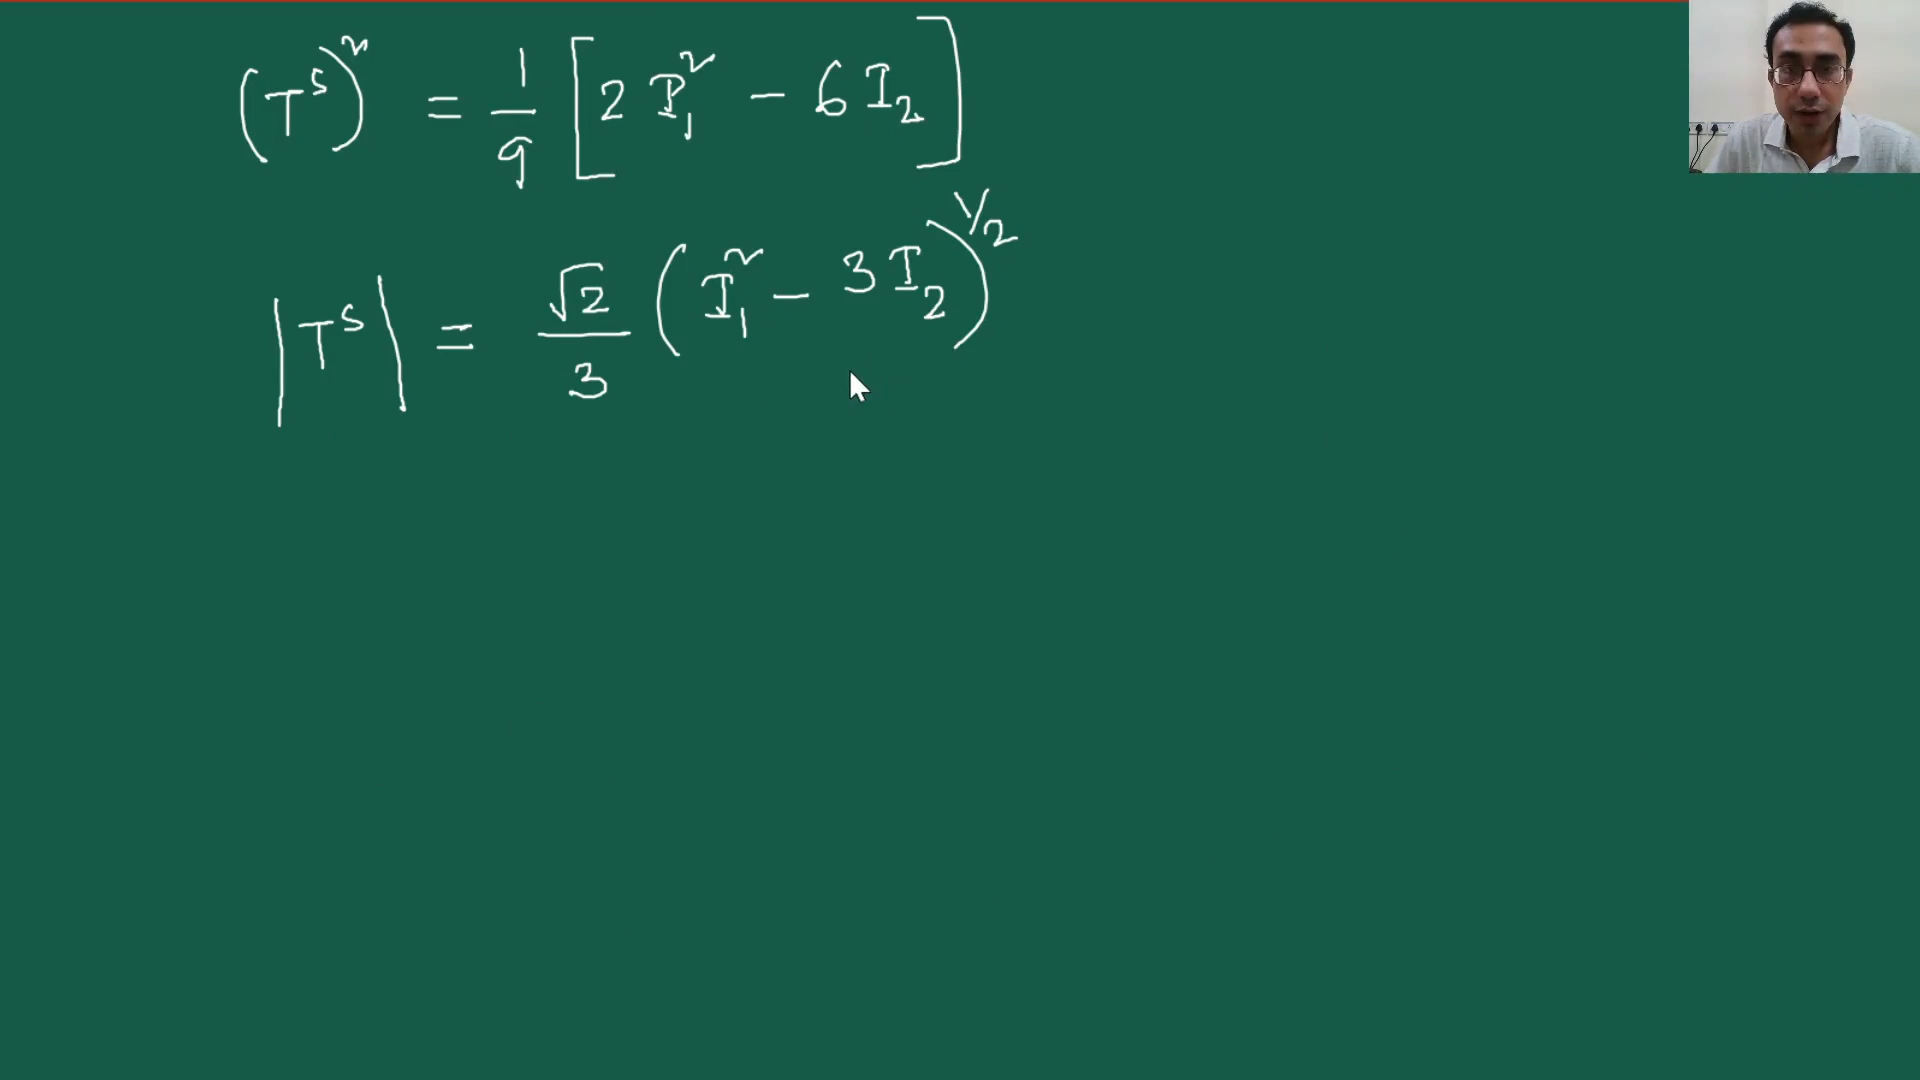 (T^S)^2 = 1/9 [2 I_1^2 - 6 I_2]
|T^S| = √2/3 (I_1^2 - 3 I_2)^1/2